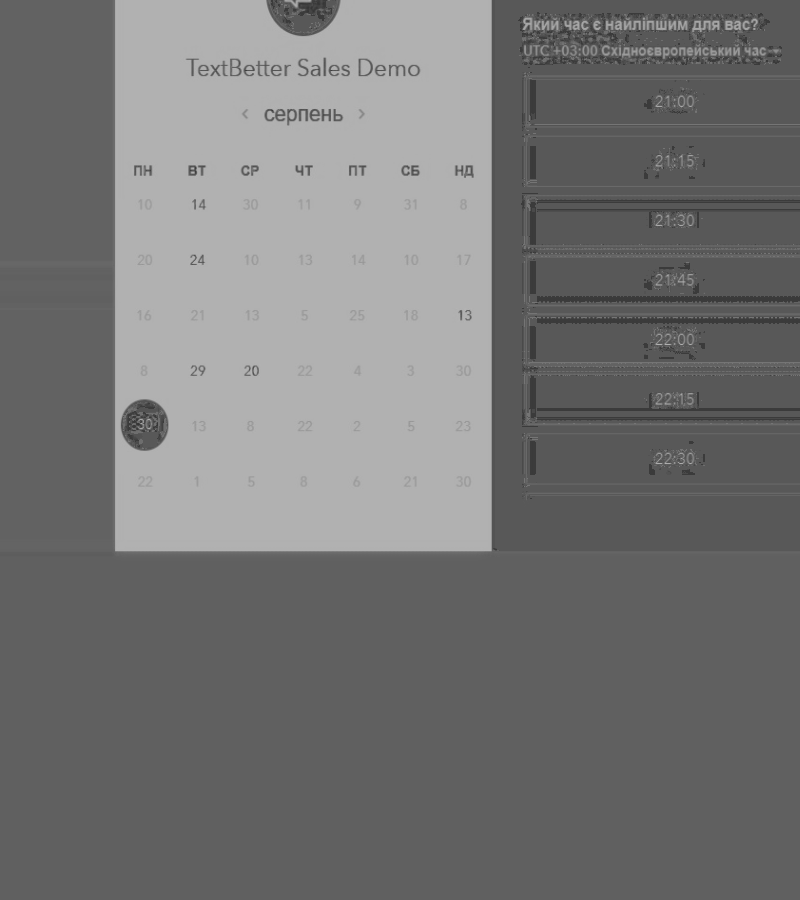 TextBetter Sales Demo
‹ серпень ›
ПН ВТ СР ЧТ ПТ СБ НД
10 14 30 11 9 31 8
20 24 10 13 14 10 17
16 21 13 5 25 18 13
8 29 20 22 4 3 30
30 13 8 22 2 5 23
22 1 5 8 6 21 30
Який час є найліпшим для вас?
UTC +03:00 Східноєвропейський час
21:00
21:15
21:30
21:45
22:00
22:15
22:30